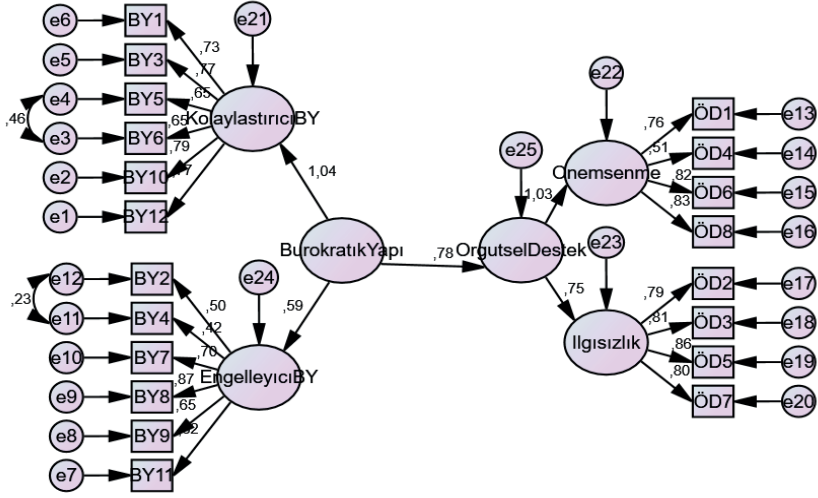 e6
BY1
e21
,73
e5
BY3
,77
e4
BY5
,65
KolaylastırıcıBY
,46
e3
BY6
,65
,79
e2
BY10
e1
BY12
1,04
e22
e25
ÖD1
e13
,76
,51
ÖD4
e14
Onemsenme
,82
ÖD6
e15
1,03
,83
ÖD8
e16
BurokratıkYapı
,78
OrgutselDestek
e23
e12
BY2
e24
,59
,23
e11
BY4
,50
,42
e10
BY7
,70
EngelleyıcıBY
,87
e9
BY8
,65
e8
BY9
e7
BY11
,75
ÖD2
e17
,79
,81
ÖD3
e18
Ilgısızlık
,86
ÖD5
e19
,80
ÖD7
e20